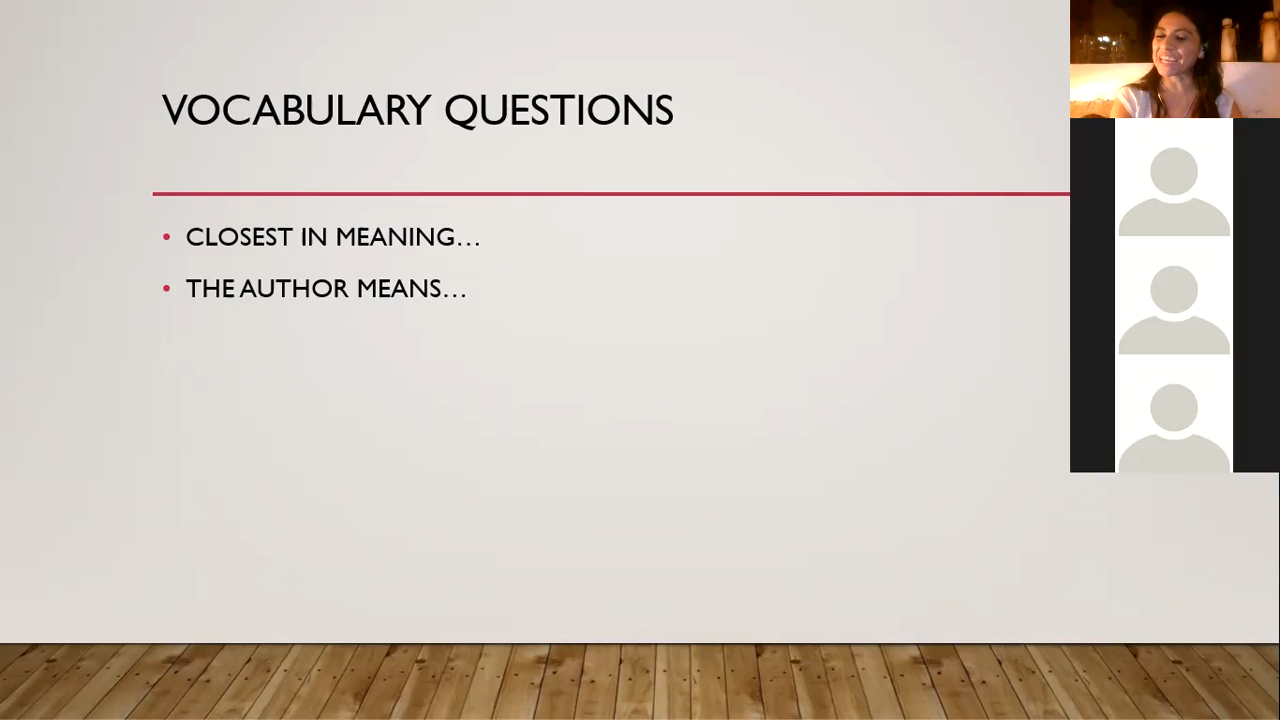 VOCABULARY QUESTIONS
• CLOSEST IN MEANING…
• THE AUTHOR MEANS…